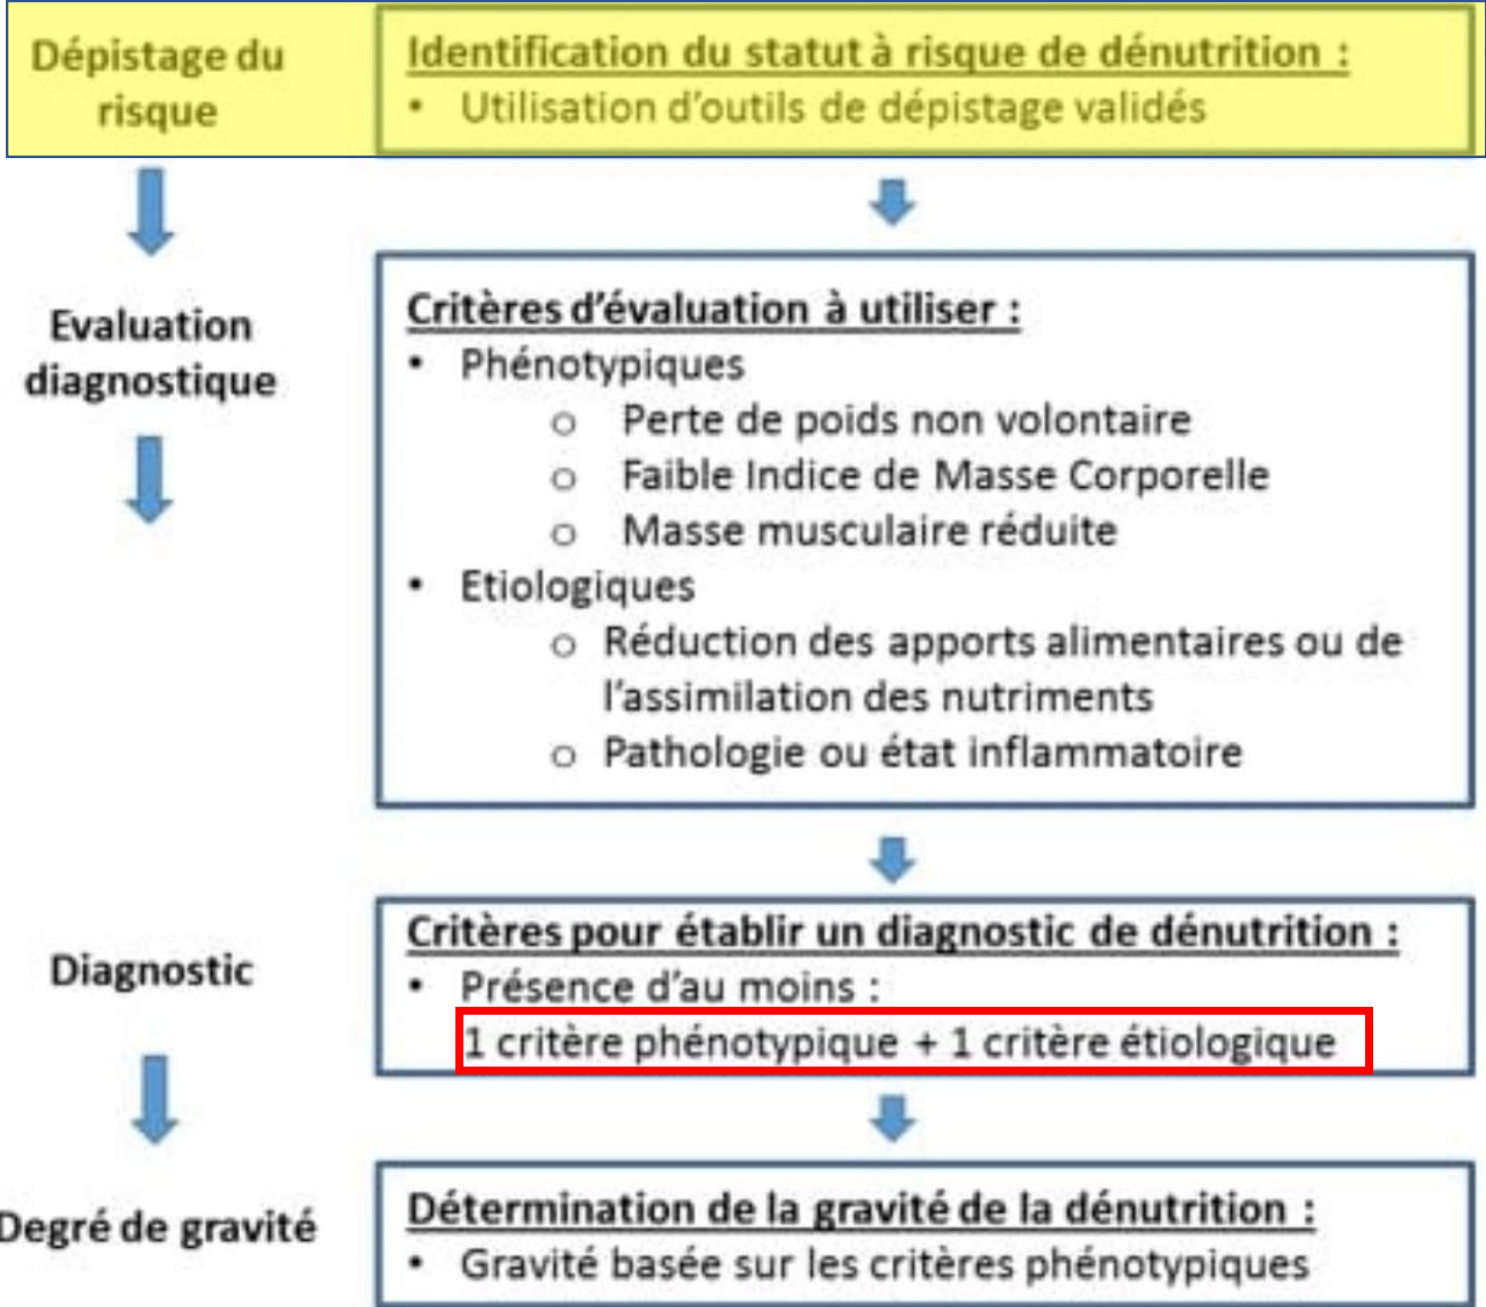 Dépistage du
risque
Identification du statut à risque de dénutrition :
• Utilisation d'outils de dépistage validés
Evaluation
diagnostique
Critères d'évaluation à utiliser :
• Phénotypiques
o Perte de poids non volontaire
o Faible Indice de Masse Corporelle
o Masse musculaire réduite
• Etiologiques
o Réduction des apports alimentaires ou de
l'assimilation des nutriments
o Pathologie ou état inflammatoire
Diagnostic
Critères pour établir un diagnostic de dénutrition :
• Présence d'au moins :
1 critère phénotypique + 1 critère étiologique
Degré de gravité
Détermination de la gravité de la dénutrition :
• Gravité basée sur les critères phénotypiques